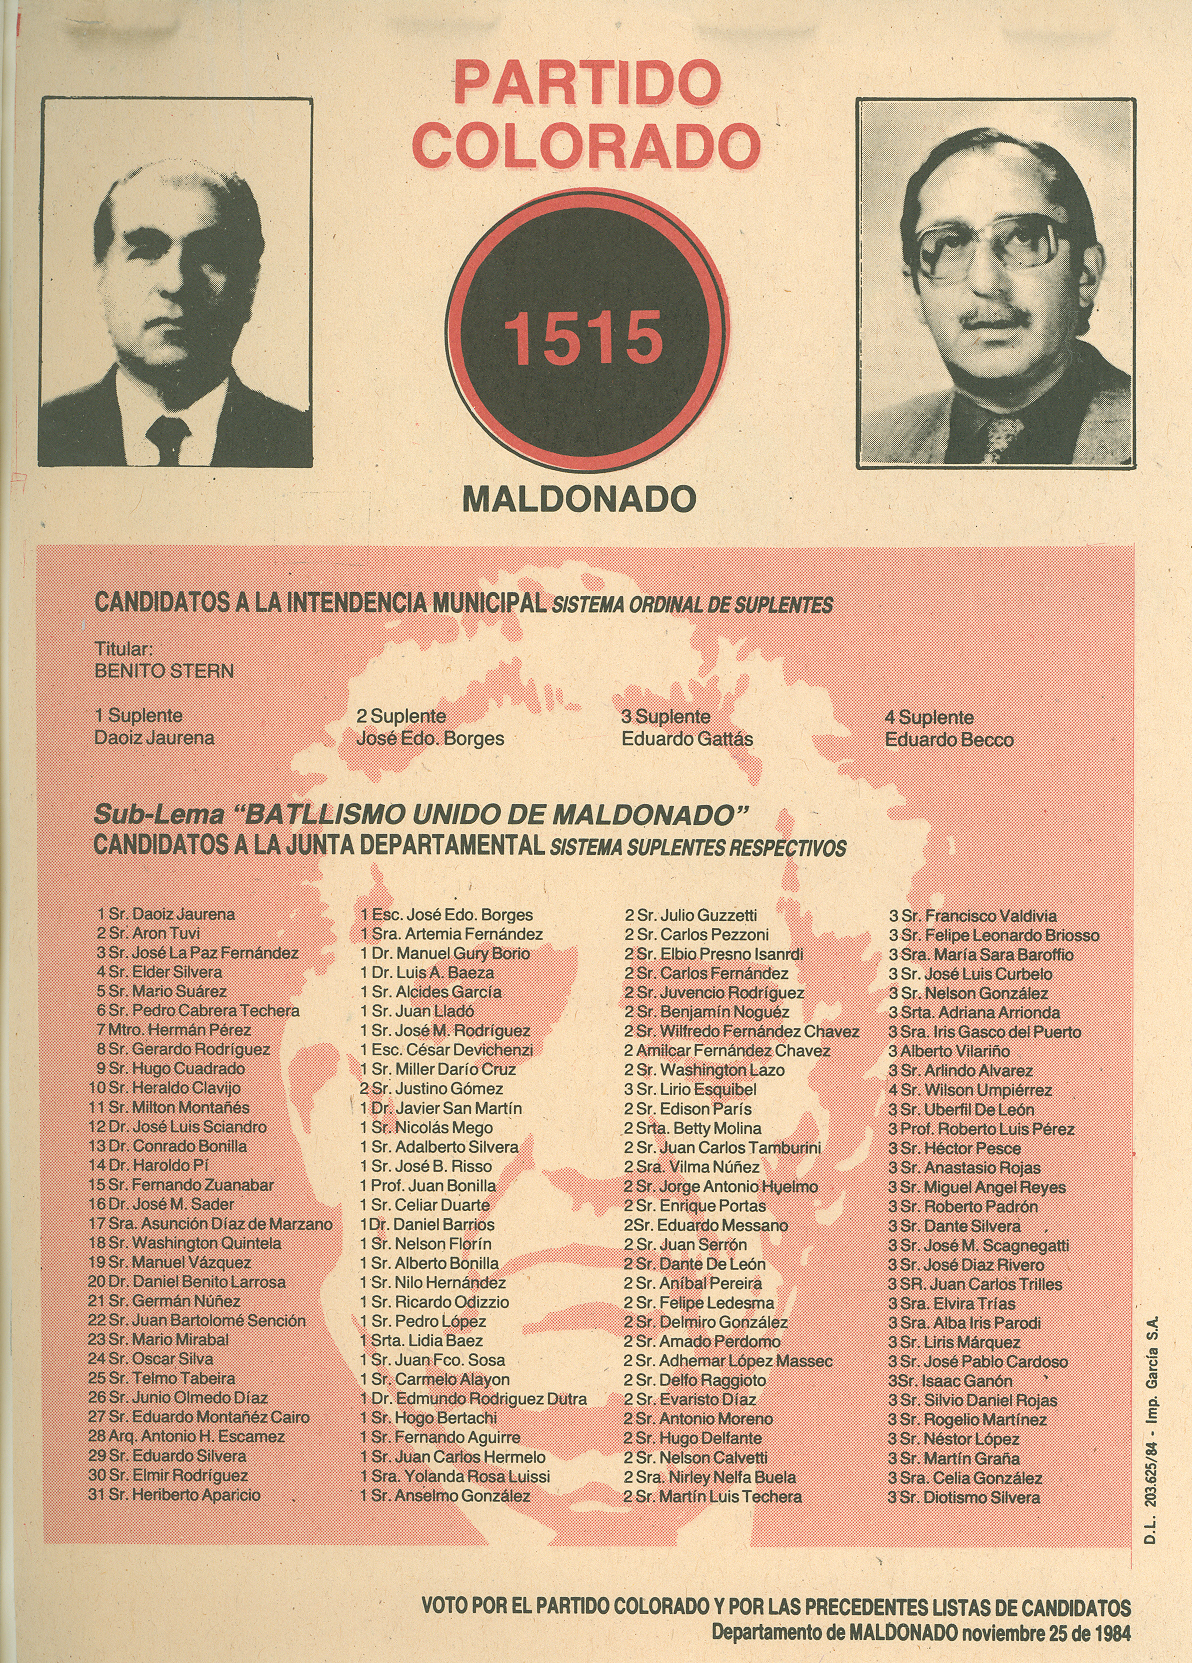 PARTIDO
COLORADO
1515
MALDONADO
CANDIDATOS A LA INTENDENCIA MUNICIPAL SISTEMA ORDINAL DE SUPLENTES
Titular:
BENITO STERN
1 Suplente
Daoiz Jaurena
2 Suplente
José Edo. Borges
3 Suplente
Eduardo Gattás
4 Suplente
Eduardo Becco
Sub-Lema “BATLLISMO UNIDO DE MALDONADO”
CANDIDATOS A LA JUNTA DEPARTAMENTAL SISTEMA SUPLENTES RESPECTIVOS
1 Sr. Daoiz Jaurena
2 Sr. Aron Tuvi
3 Sr. José La Paz Fernández
4 Sr. Elder Silvera
5 Sr. Mario Suárez
6 Sr. Pedro Cabrera Techera
7 Mtro. Hermán Pérez
8 Sr. Gerardo Rodríguez
9 Sr. Hugo Cuadrado
10 Sr. Heraldo Clavijo
11 Sr. Milton Montañés
12 Dr. José Luis Sciandro
13 Dr. Conrado Bonilla
14 Dr. Haroldo Pí
15 Sr. Fernando Zuanabar
16 Dr. José M. Sader
17 Sra. Asunción Díaz de Marzano
18 Sr. Washington Quintela
19 Sr. Manuel Vázquez
20 Dr. Daniel Benito Larrosa
21 Sr. Germán Núñez
22 Sr. Juan Bartolomé Sención
23 Sr. Mario Mirabal
24 Sr. Oscar Silva
25 Sr. Telmo Tabeira
26 Sr. Junio Olmedo Díaz
27 Sr. Eduardo Montañéz Cairo
28 Arq. Antonio H. Escamez
29 Sr. Eduardo Silvera
30 Sr. Elmir Rodríguez
31 Sr. Heriberto Aparicio
1 Esc. José Edo. Borges
1 Sra. Artemia Fernández
1 Dr. Manuel Gury Borio
1 Dr. Luis A. Baeza
1 Sr. Alcides García
1 Sr. Juan Lladó
1 Sr. José M. Rodríguez
1 Esc. César Devichenzi
1 Sr. Miller Darío Cruz
2 Sr. Justino Gómez
1 Dr. Javier San Martín
1 Sr. Nicolás Mego
1 Sr. Adalberto Silvera
1 Sr. José B. Risso
1 Prof. Juan Bonilla
1 Sr. Celiar Duarte
1 Dr. Daniel Barrios
1 Sr. Nelson Florín
1 Sr. Alberto Bonilla
1 Sr. Nilo Hernández
1 Sr. Ricardo Odizzio
1 Sr. Pedro López
1 Srta. Lidia Baez
1 Sr. Juan Fco. Sosa
1 Sr. Carmelo Alayon
1 Dr. Edmundo Rodriguez Dutra
1 Sr. Hogo Bertachi
1 Sr. Fernando Aguirre
1 Sr. Juan Carlos Hermelo
1 Sra. Yolanda Rosa Luissi
1 Sr. Anselmo González
2 Sr. Julio Guzzetti
2 Sr. Carlos Pezzoni
2 Sr. Elbio Presno Isanrdi
2 Sr. Carlos Fernández
2 Sr. Juvencio Rodríguez
2 Sr. Benjamín Noguéz
2 Sr. Wilfredo Fernández Chavez
2 Amilcar Fernández Chavez
2 Sr. Washington Lazo
3 Sr. Lirio Esquibel
2 Sr. Edison París
2 Srta. Betty Molina
2 Sr. Juan Carlos Tamburini
2 Sra. Vilma Núñez
2 Sr. Jorge Antonio Huelmo
2 Sr. Enrique Portas
2Sr. Eduardo Messano
2 Sr. Juan Serrón
2 Sr. Dante De León
2 Sr. Aníbal Pereira
2 Sr. Felipe Ledesma
2 Sr. Delmiro González
2 Sr. Amado Perdomo
2 Sr. Adhemar López Massec
2 Sr. Delfo Raggioto
2 Sr. Evaristo Díaz
2 Sr. Antonio Moreno
2 Sr. Hugo Delfante
2 Sr. Nelson Calvetti
2 Sra. Nirley Nelfa Buela
2 Sr. Martín Luis Techera
3 Sr. Francisco Valdivia
3 Sr. Felipe Leonardo Briosso
3 Sra. María Sara Baroffio
3 Sr. José Luis Curbelo
3 Sr. Nelson González
3 Srta. Adriana Arrionda
3 Sra. Iris Gasco del Puerto
3 Alberto Vilariño
3 Sr. Arlindo Alvarez
4 Sr. Wilson Umpiérrez
3 Sr. Uberfil De León
3 Prof. Roberto Luis Pérez
3 Sr. Héctor Pesce
3 Sr. Anastasio Rojas
3 Sr. Miguel Angel Reyes
3 Sr. Roberto Padrón
3 Sr. Dante Silvera
3 Sr. José M. Scagnegatti
3 Sr. José Diaz Rivero
3 SR. Juan Carlos Trilles
3 Sra. Elvira Trías
3 Sra. Alba Iris Parodi
3 Sr. Liris Márquez
3 Sr. José Pablo Cardoso
3Sr. Isaac Ganón
3 Sr. Silvio Daniel Rojas
3 Sr. Rogelio Martínez
3 Sr. Néstor López
3 Sr. Martín Graña
3 Sra. Celia González
3 Sr. Diotismo Silvera
D.L. 203.625/84 - Imp. García S.A.
VOTO POR EL PARTIDO COLORADO Y POR LAS PRECEDENTES LISTAS DE CANDIDATOS
Departamento de MALDONADO noviembre 25 de 1984